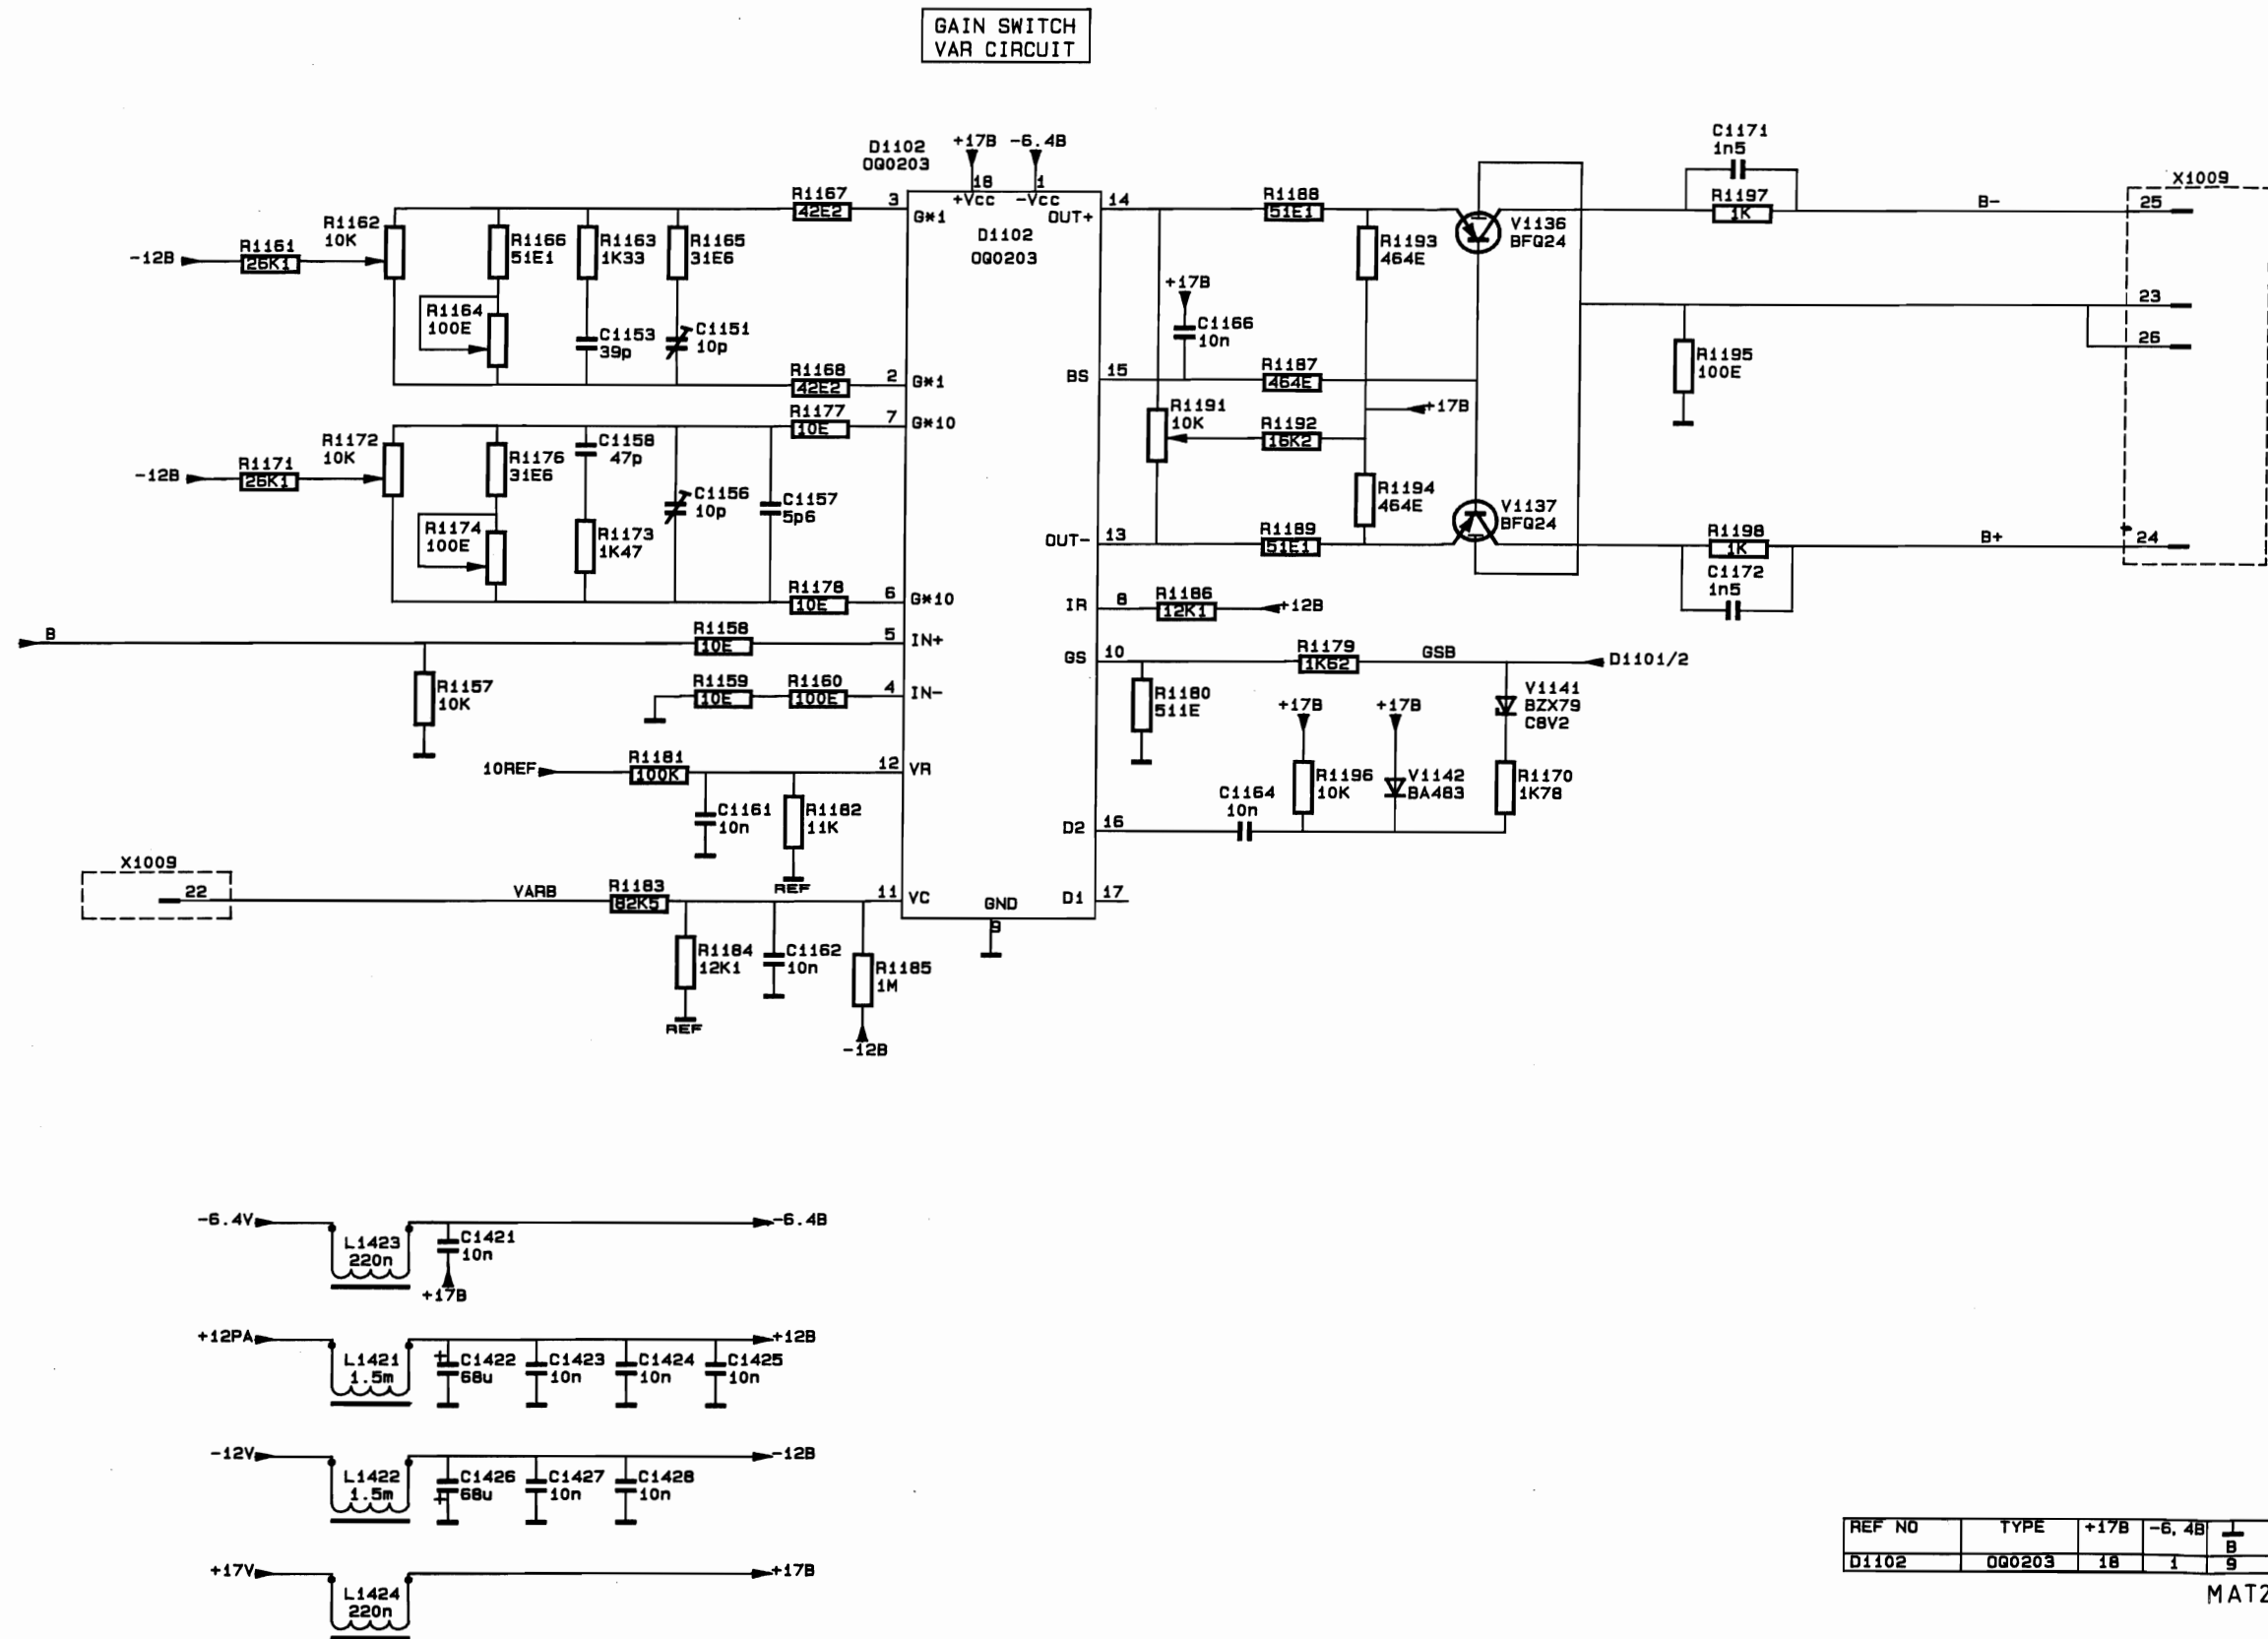 GAIN SWITCH
VAR CIRCUIT
D1102
OQ0203
+17B
-6.4B
18
1
+Vcc
-Vcc
D1102
OQ0203
-12B
R1161
26K1
R1162
10K
R1166
51E1
R1163
1K33
R1165
31E6
R1164
100E
C1153
39p
C1151
10p
R1167
42E2
3
G*1
R1168
42E2
2
G*1
-12B
R1171
26K1
R1172
10K
R1176
31E6
C1158
47p
R1174
100E
R1173
1K47
C1156
10p
C1157
5p6
R1177
10E
7
G*10
R1178
10E
6
G*10
B
R1157
10K
R1158
10E
5
IN+
R1159
10E
R1160
100E
4
IN-
10REF
R1181
100K
12
VR
C1161
10n
R1182
11K
REF
X1009
22
VARB
R1183
82K5
11
VC
R1184
12K1
REF
C1162
10n
R1185
1M
-12B
GND
9
14
OUT+
R1188
51E1
R1193
464E
V1136
BFQ24
C1171
1n5
R1197
1K
B-
X1009
25
23
26
24
+17B
C1166
10n
15
BS
R1187
464E
R1191
10K
R1192
16K2
+17B
R1195
100E
R1194
464E
V1137
BFQ24
13
OUT-
R1189
51E1
R1198
1K
C1172
1n5
B+
IR
8
R1186
12K1
+12B
GS
10
R1179
1K62
GSB
D1101/2
R1180
511E
+17B
+17B
V1141
BZX79
C8V2
R1196
10K
V1142
BA483
R1170
1K78
C1164
10n
D2
16
D1
17
-6.4V
L1423
220n
C1421
10n
+17B
-6.4B
+12PA
L1421
1.5m
+
C1422
68u
C1423
10n
C1424
10n
C1425
10n
+12B
-12V
L1422
1.5m
+
C1426
68u
C1427
10n
C1428
10n
-12B
+17V
L1424
220n
+17B
REF NO TYPE +17B -6, 4B B
D1102 OQ0203 18 1 9
MAT2